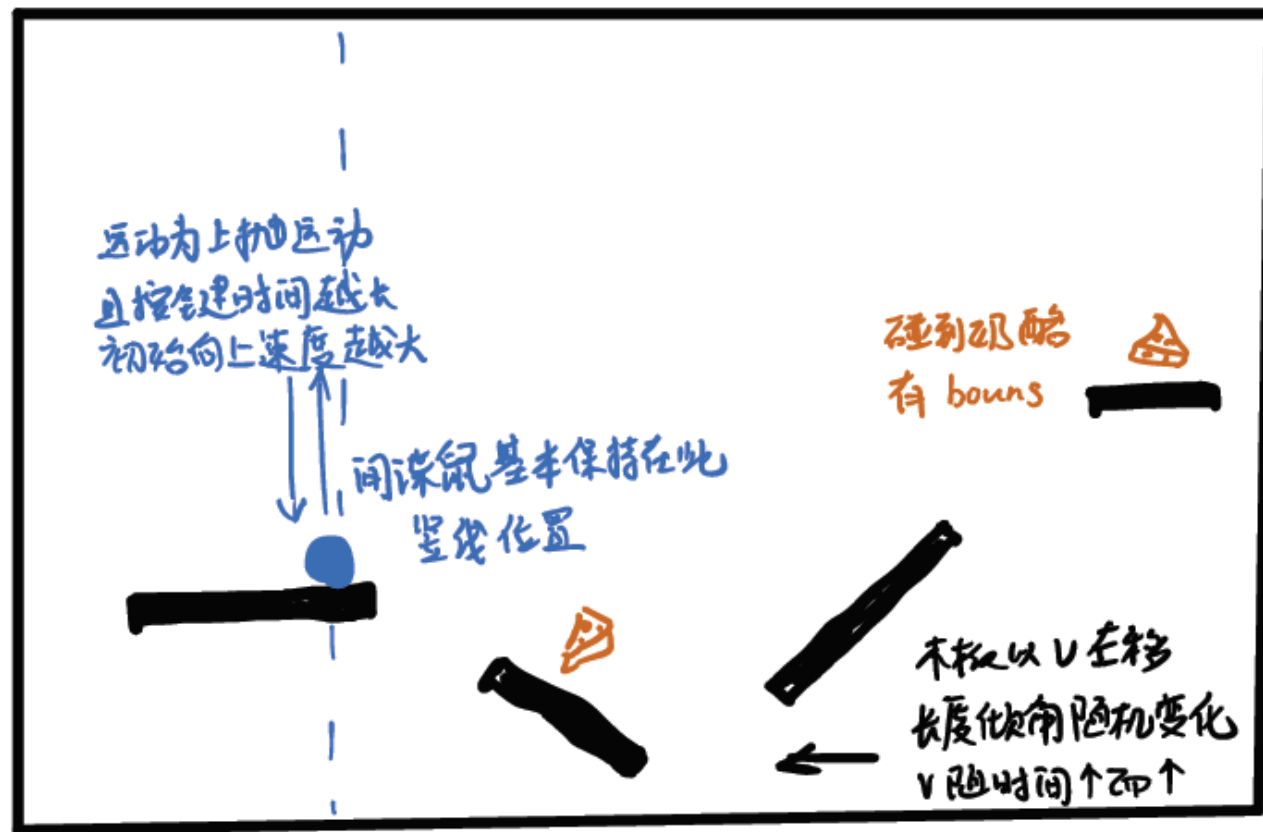 运动为上抛运动
且按键时间越长
初始向上速度越大
间谍鼠基本保持在此
竖线位置
碰到奶酪
有 bouns
木板以 V 左移
长度倾角随机变化
V 随时间↑而↑